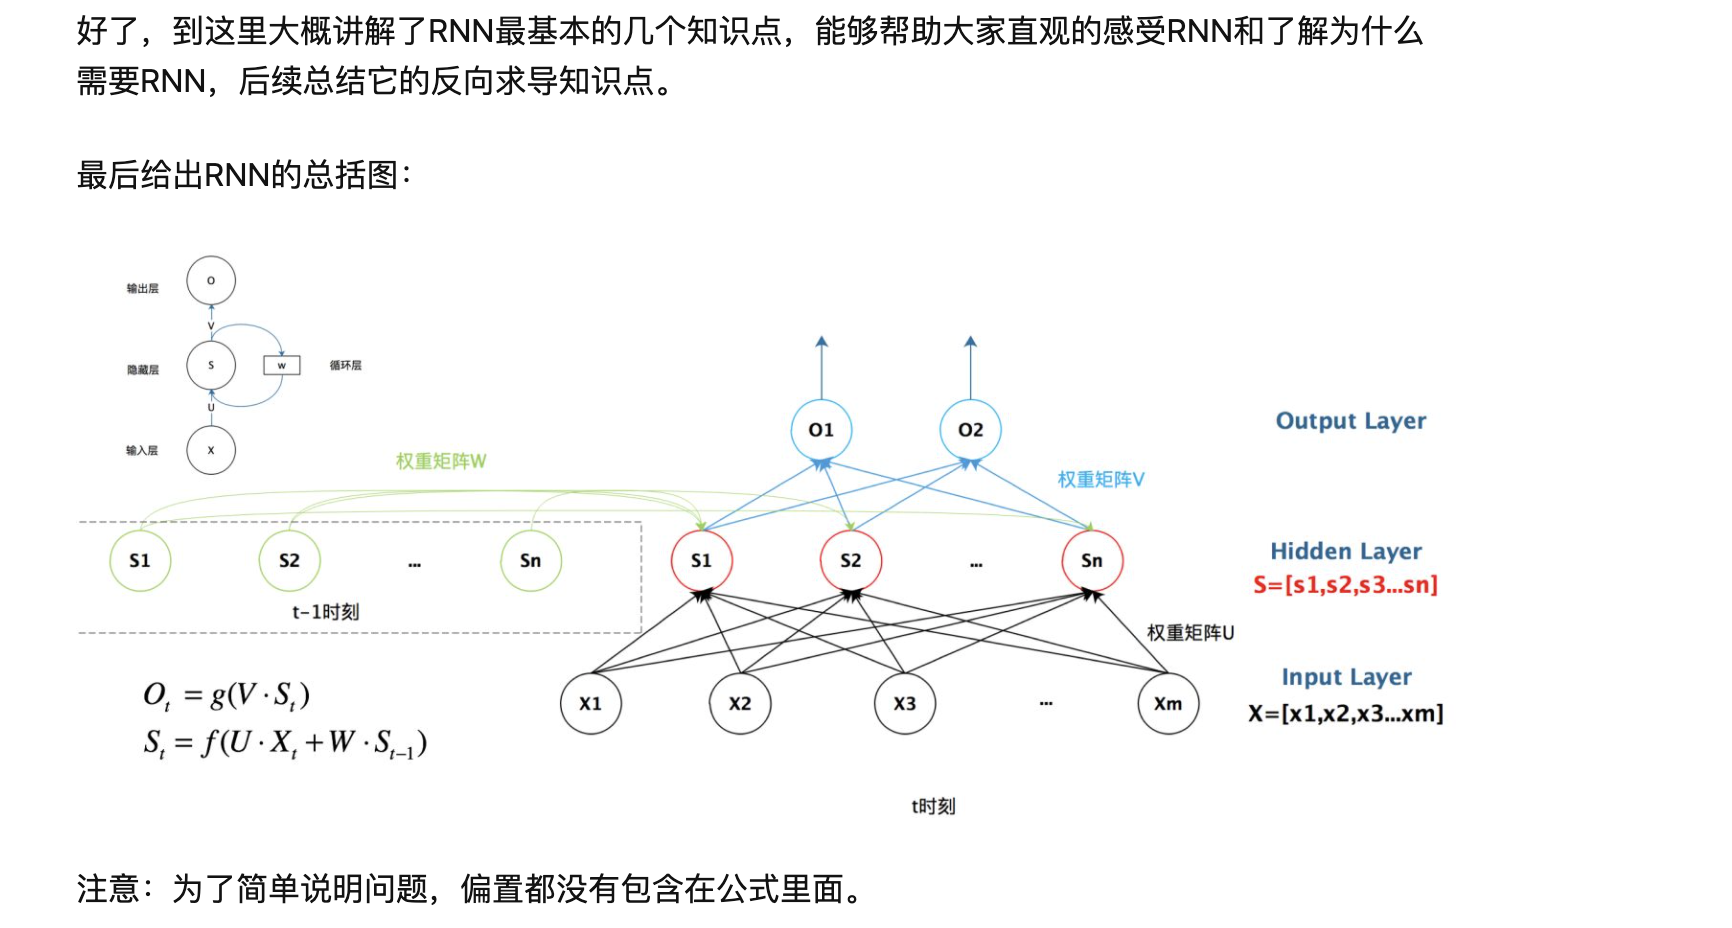 好了，到这里大概讲解了RNN最基本的几个知识点，能够帮助大家直观的感受RNN和了解为什么
需要RNN，后续总结它的反向求导知识点。
最后给出RNN的总括图：
输出层
O
V
隐藏层
S
W
循环层
U
输入层
X
O1
O2
Output Layer
权重矩阵W
权重矩阵V
S1
S2
...
Sn
t-1时刻
S1
S2
...
Sn
Hidden Layer
S=[s1,s2,s3...sn]
权重矩阵U
X1
X2
X3
...
Xm
Input Layer
X=[x1,x2,x3...xm]
O_t = g(V · S_t)
S_t = f(U · X_t + W · S_{t-1})
t时刻
注意：为了简单说明问题，偏置都没有包含在公式里面。